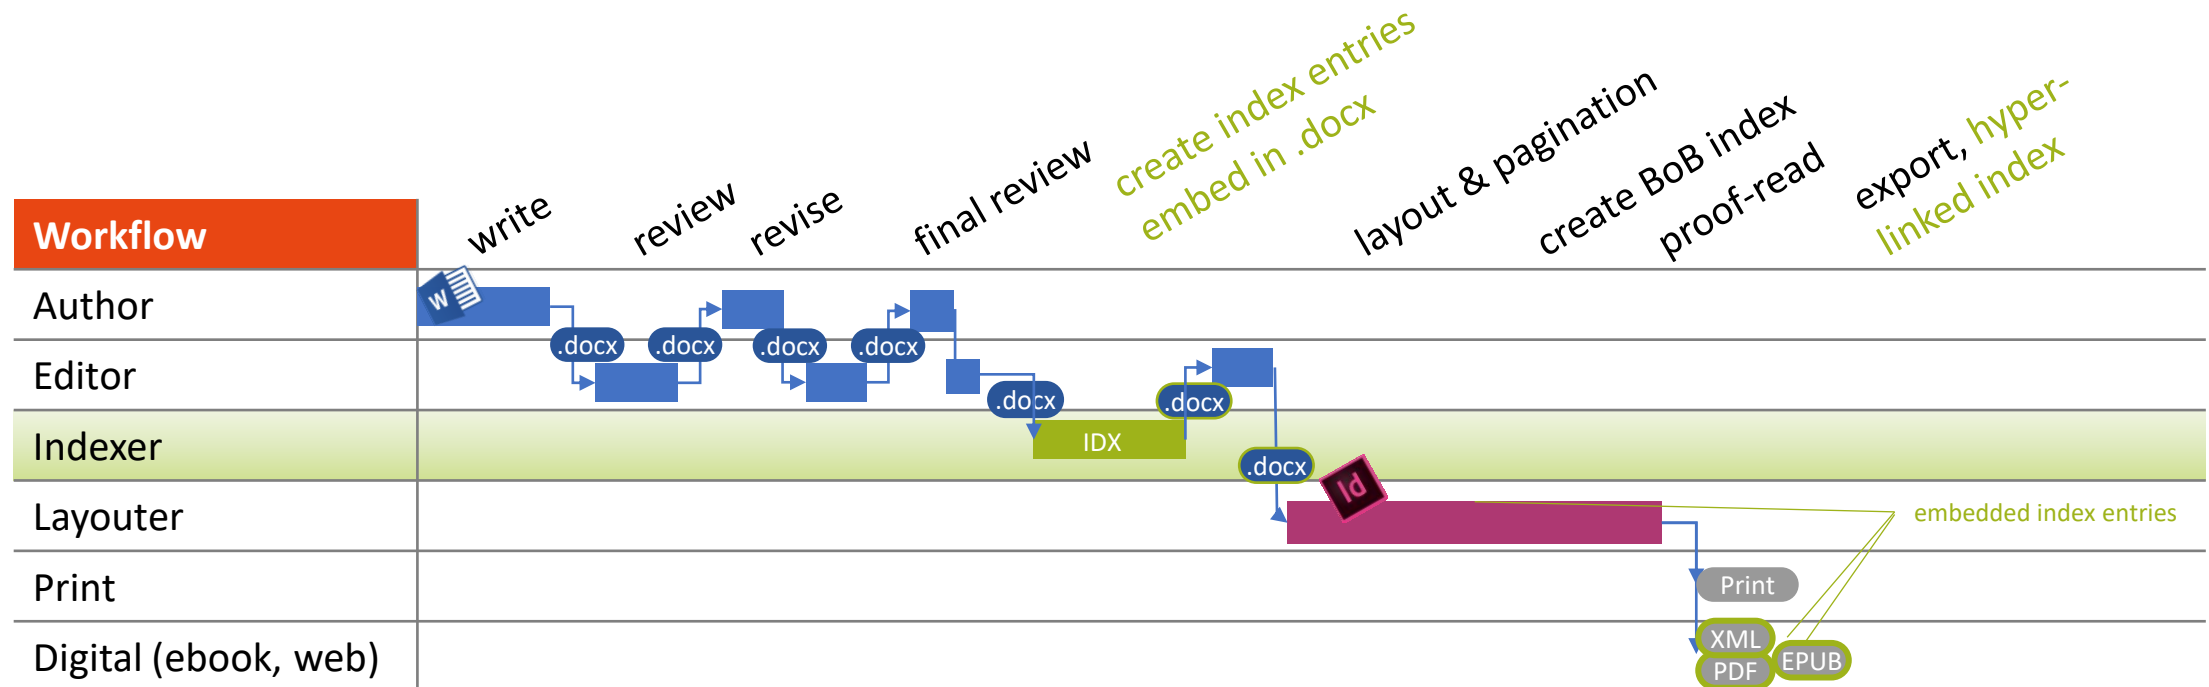 create index entries
embed in .docx
write
review
revise
final review
layout & pagination
create BoB index
proof-read
export, hyper-
linked index
Workflow
Author
W
.docx
.docx
.docx
.docx
Editor
.docx
.docx
Indexer
IDX
.docx
Id
Layouter
embedded index entries
Print
Print
Digital (ebook, web)
XML
PDF
EPUB